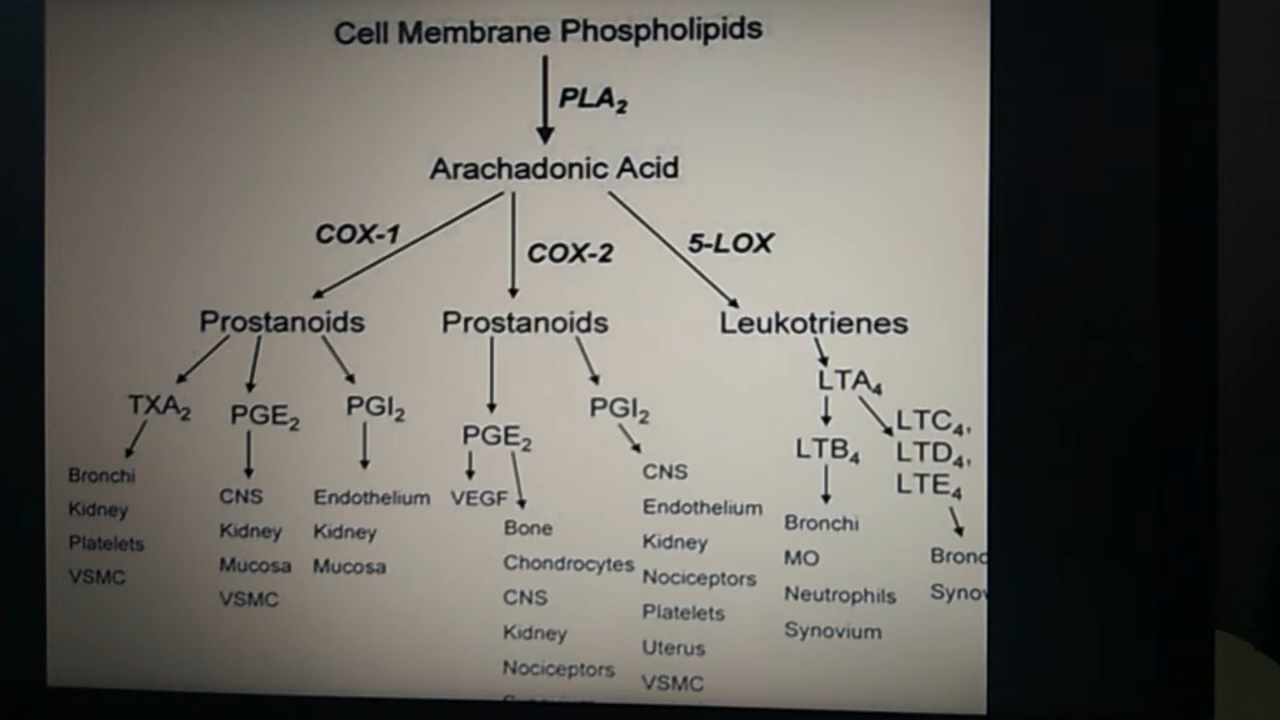 Cell Membrane Phospholipids
PLA₂
Arachadonic Acid
COX-1
COX-2
5-LOX
Prostanoids
Prostanoids
Leukotrienes
TXA₂
PGE₂
PGI₂
PGE₂
PGI₂
LTA₄
LTB₄
LTC₄,
LTD₄,
LTE₄
Bronchi
Kidney
Platelets
VSMC
CNS
Kidney
Mucosa
VSMC
Endothelium
Kidney
Mucosa
VEGF
Bone
Chondrocytes
CNS
Kidney
Nociceptors
CNS
Endothelium
Kidney
Nociceptors
Platelets
Uterus
VSMC
Bronchi
MO
Neutrophils
Synovium